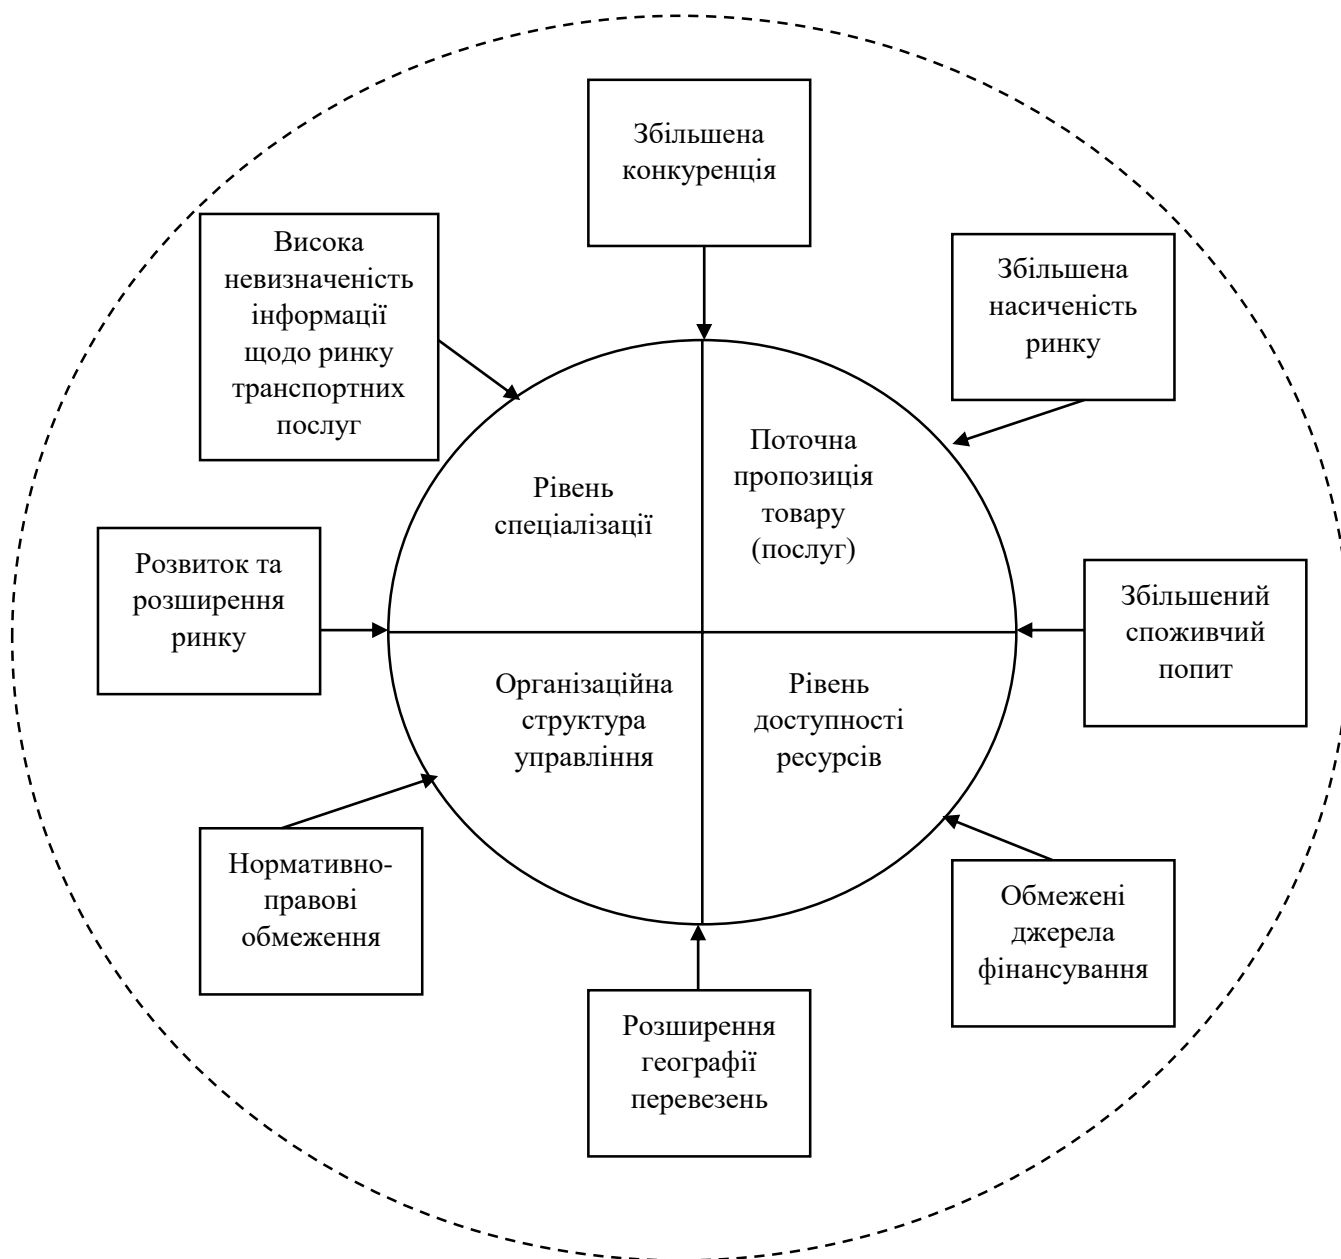 Збільшена
конкуренція
Висока
невизначеність
інформації
щодо ринку
транспортних
послуг
Збільшена
насиченість
ринку
Поточна
пропозиція
товару
(послуг)
Рівень
спеціалізації
Розвиток та
розширення
ринку
Збільшений
споживчий
попит
Організаційна
структура
управління
Рівень
доступності
ресурсів
Нормативно-
правові
обмеження
Обмежені
джерела
фінансування
Розширення
географії
перевезень